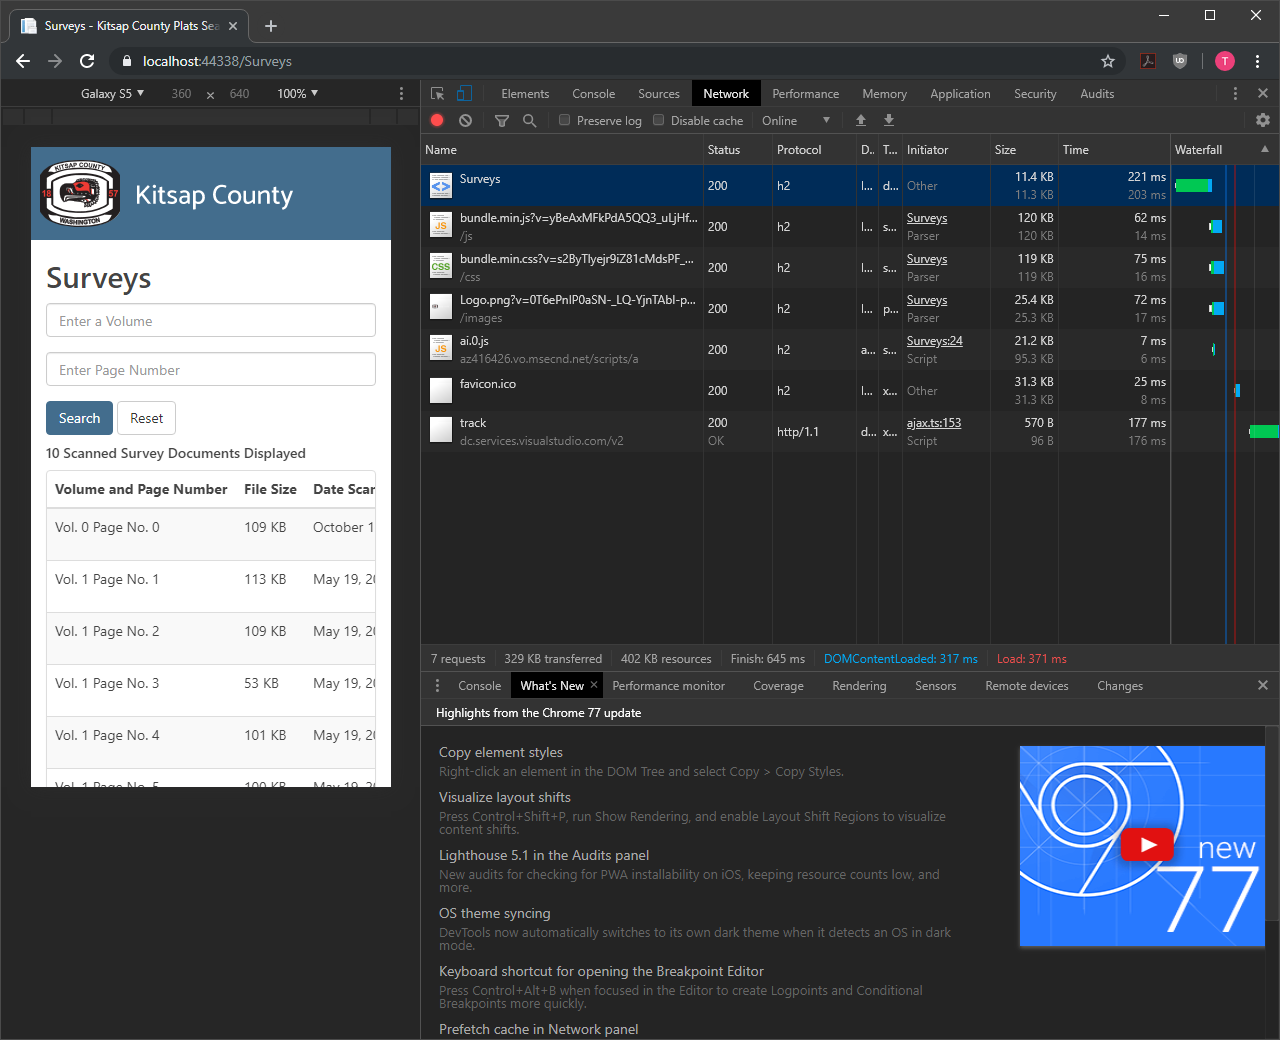 Surveys - Kitsap County Plats Sea
localhost:44338/Surveys
T
Galaxy S5 ▼ 360 × 640 100% ▼
KITSAP COUNTY
18 57
WASHINGTON
Kitsap County
Surveys
Enter a Volume
Enter Page Number
Search Reset
10 Scanned Survey Documents Displayed
Volume and Page Number File Size Date Scar
Vol. 0 Page No. 0 109 KB October 1
Vol. 1 Page No. 1 113 KB May 19, 20
Vol. 1 Page No. 2 109 KB May 19, 20
Vol. 1 Page No. 3 53 KB May 19, 20
Vol. 1 Page No. 4 101 KB May 19, 20
Vol. 1 Page No. 5 100 KB May 19, 20
Elements Console Sources Network Performance Memory Application Security Audits
Preserve log Disable cache Online ▼
Name Status Protocol D.. T... Initiator Size Time Waterfall
Surveys 200 h2 l... d... Other 11.4 KB 221 ms
11.3 KB 203 ms
bundle.min.js?v=yBeAxMFkPdA5QQ3_uLjHf... 200 h2 l... s... Surveys 120 KB 62 ms
/js Parser 120 KB 14 ms
bundle.min.css?v=s2ByTlyejr9iZ81cMdsPF_... 200 h2 l... s... Surveys 119 KB 75 ms
/css Parser 119 KB 16 ms
Logo.png?v=0T6ePnlP0aSN-_LQ-YjnTAbI-p... 200 h2 l... p... Surveys 25.4 KB 72 ms
/images Parser 25.3 KB 17 ms
ai.0.js 200 h2 a... s... Surveys:24 21.2 KB 7 ms
az416426.vo.msecnd.net/scripts/a Script 95.3 KB 6 ms
favicon.ico 200 h2 l... x... Other 31.3 KB 25 ms
31.3 KB 8 ms
track 200 http/1.1 d... x... ajax.ts:153 570 B 177 ms
dc.services.visualstudio.com/v2 OK Script 96 B 176 ms
7 requests 329 KB transferred 402 KB resources Finish: 645 ms DOMContentLoaded: 317 ms Load: 371 ms
Console What's New × Performance monitor Coverage Rendering Sensors Remote devices Changes
Highlights from the Chrome 77 update
Copy element styles
Right-click an element in the DOM Tree and select Copy > Copy Styles.
Visualize layout shifts
Press Control+Shift+P, run Show Rendering, and enable Layout Shift Regions to visualize
content shifts.
Lighthouse 5.1 in the Audits panel
New audits for checking for PWA installability on iOS, keeping resource counts low, and
more.
OS theme syncing
DevTools now automatically switches to its own dark theme when it detects an OS in dark
mode.
Keyboard shortcut for opening the Breakpoint Editor
Press Control+Alt+B when focused in the Editor to create Logpoints and Conditional
Breakpoints more quickly.
Prefetch cache in Network panel
new
77